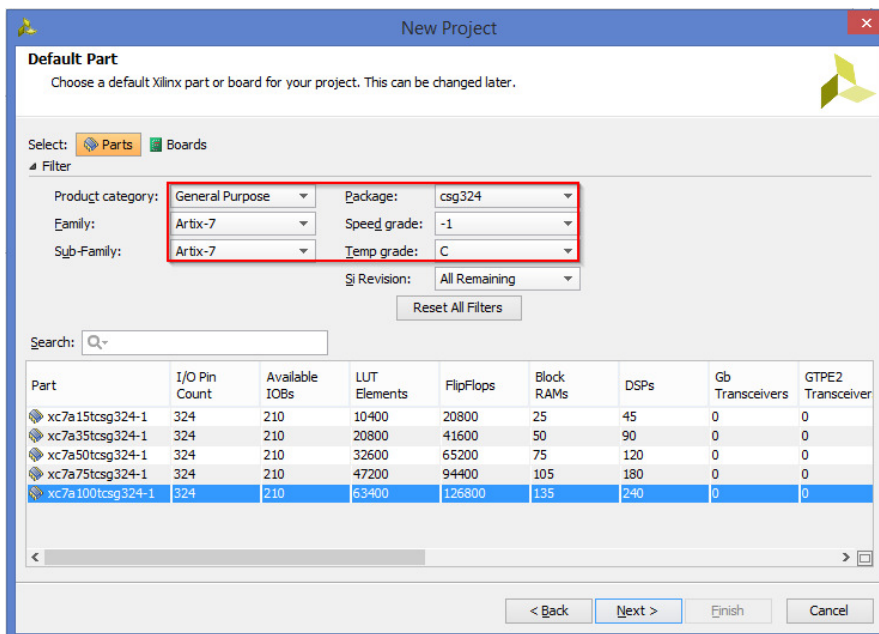 New Project
Default Part
Choose a default Xilinx part or board for your project. This can be changed later.
Select: Parts Boards
Filter
Product category: General Purpose Package: csg324
Family: Artix-7 Speed grade: -1
Sub-Family: Artix-7 Temp grade: C
Si Revision: All Remaining
Reset All Filters
Search:
Part I/O Pin Count Available IOBs LUT Elements FlipFlops Block RAMs DSPs Gb Transceivers GTPE2 Transceiver
xc7a15tcsg324-1 324 210 10400 20800 25 45 0 0
xc7a35tcsg324-1 324 210 20800 41600 50 90 0 0
xc7a50tcsg324-1 324 210 32600 65200 75 120 0 0
xc7a75tcsg324-1 324 210 47200 94400 105 180 0 0
xc7a100tcsg324-1 324 210 63400 126800 135 240 0 0
< Back Next > Finish Cancel